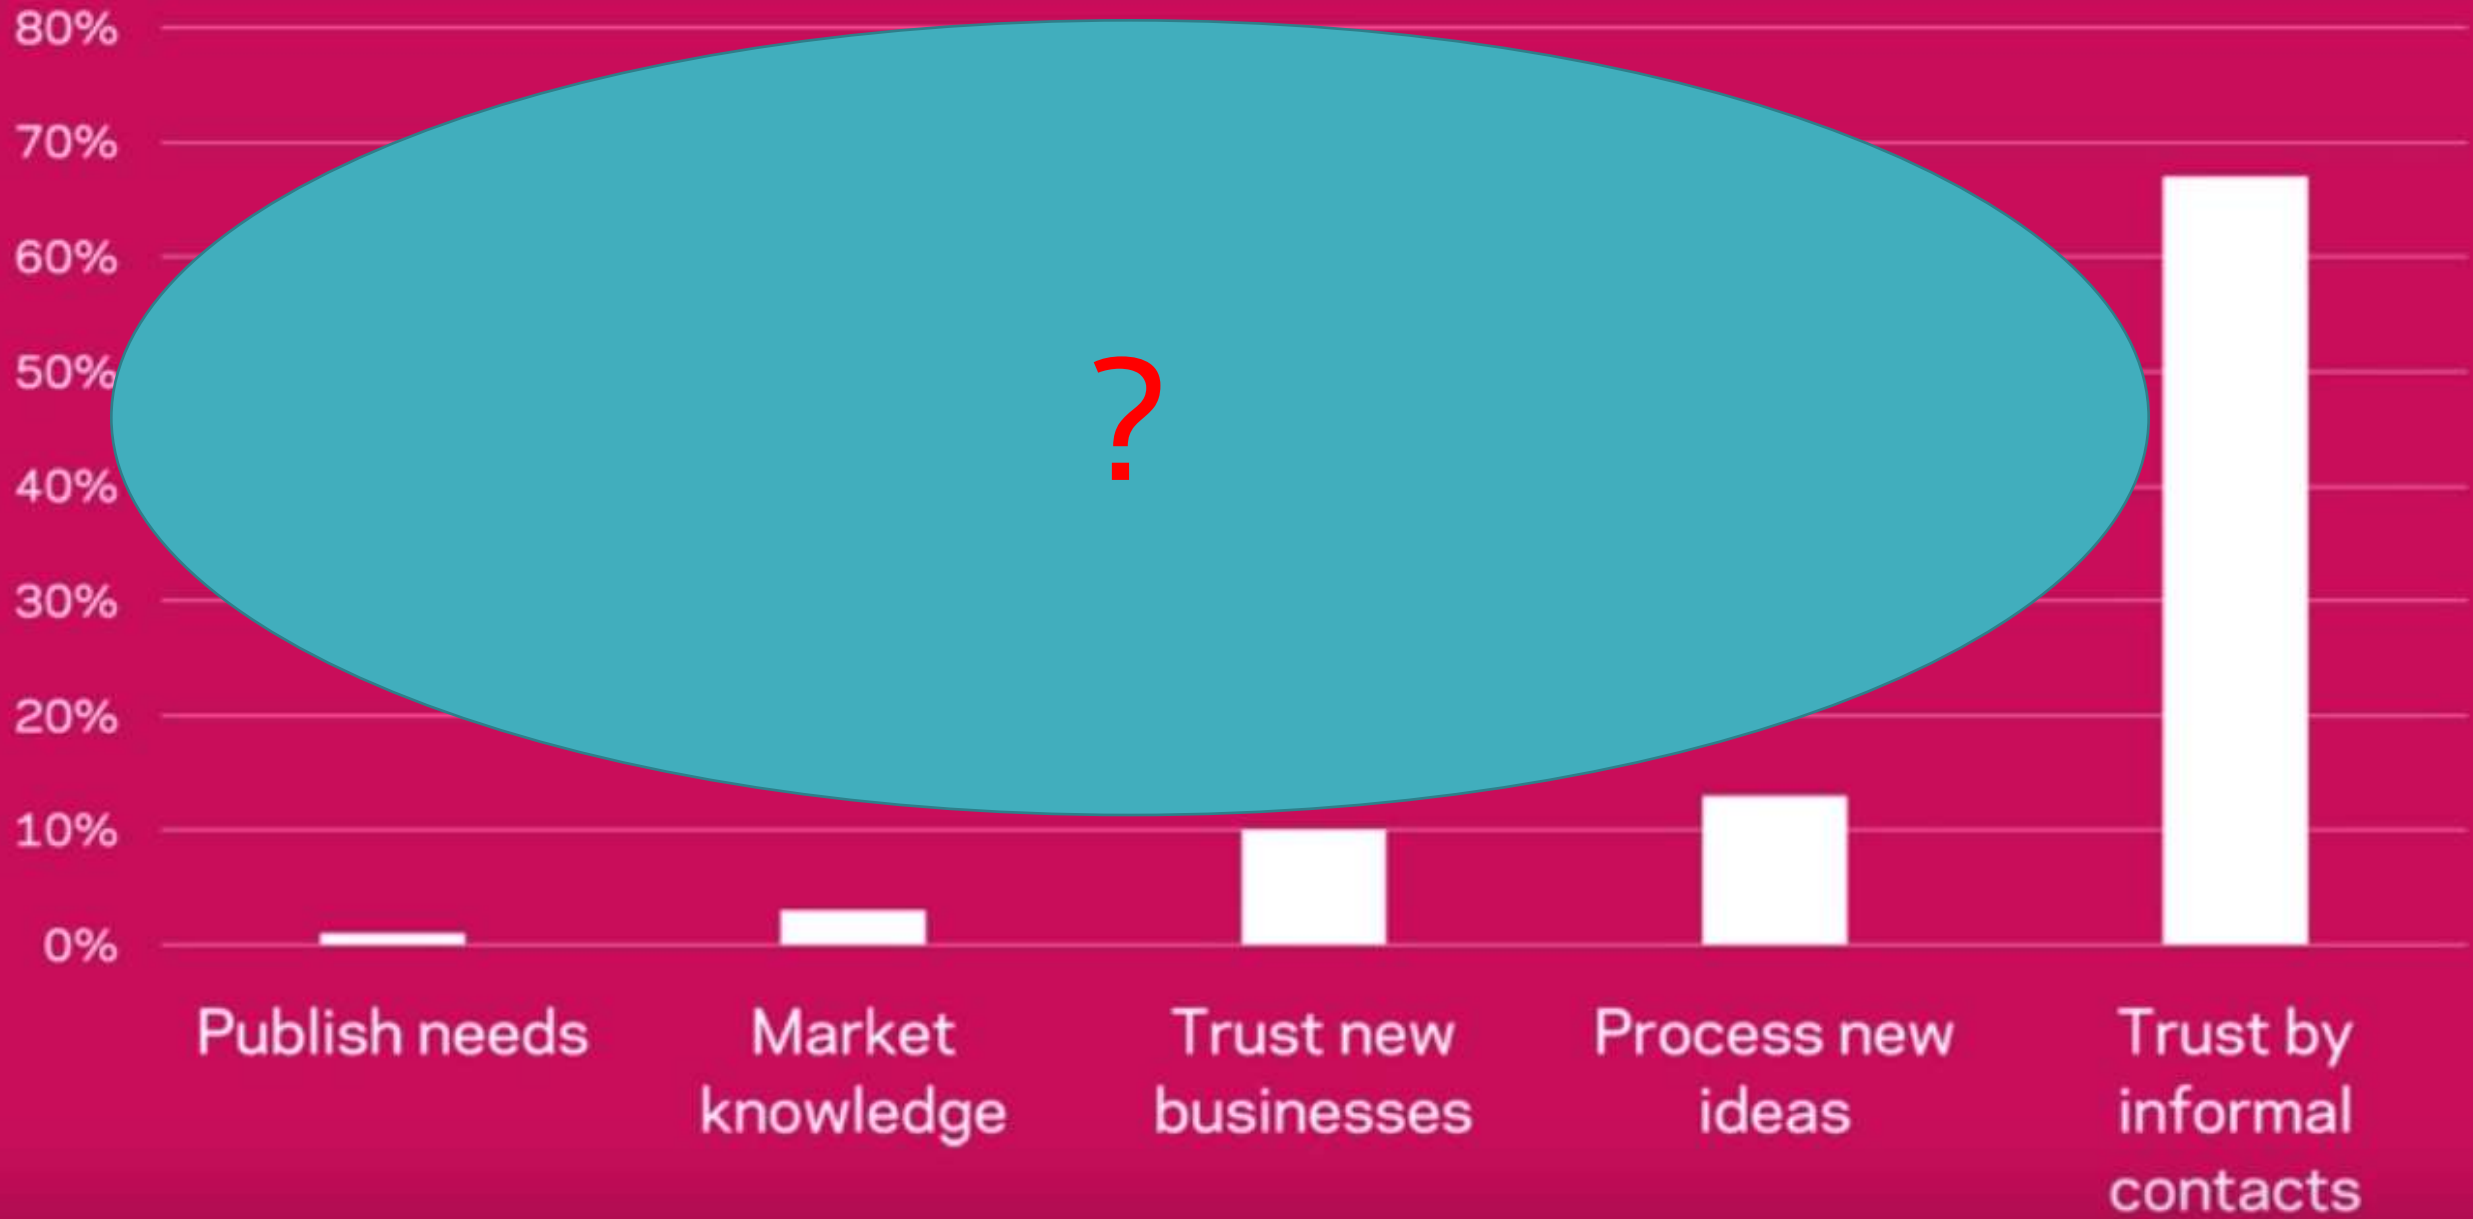 80%
70%
60%
50%
40%
30%
20%
10%
0%
?
Publish needs
Market
knowledge
Trust new
businesses
Process new
ideas
Trust by
informal
contacts